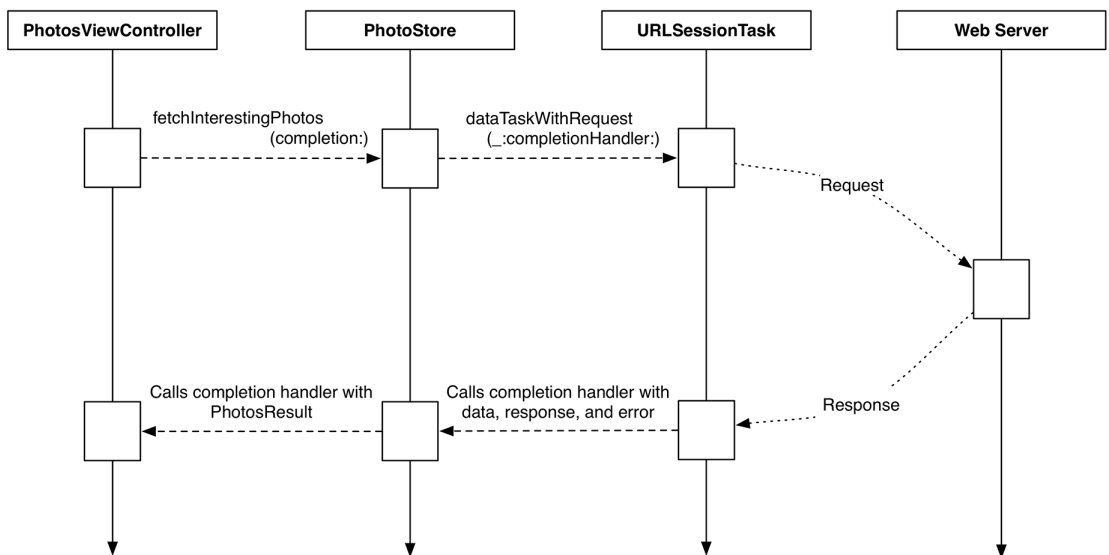 PhotosViewController
PhotoStore
URLSessionTask
Web Server
fetchInterestingPhotos
(completion:)
dataTaskWithRequest
(_:completionHandler:)
Request
Calls completion handler with
PhotosResult
Calls completion handler with
data, response, and error
Response